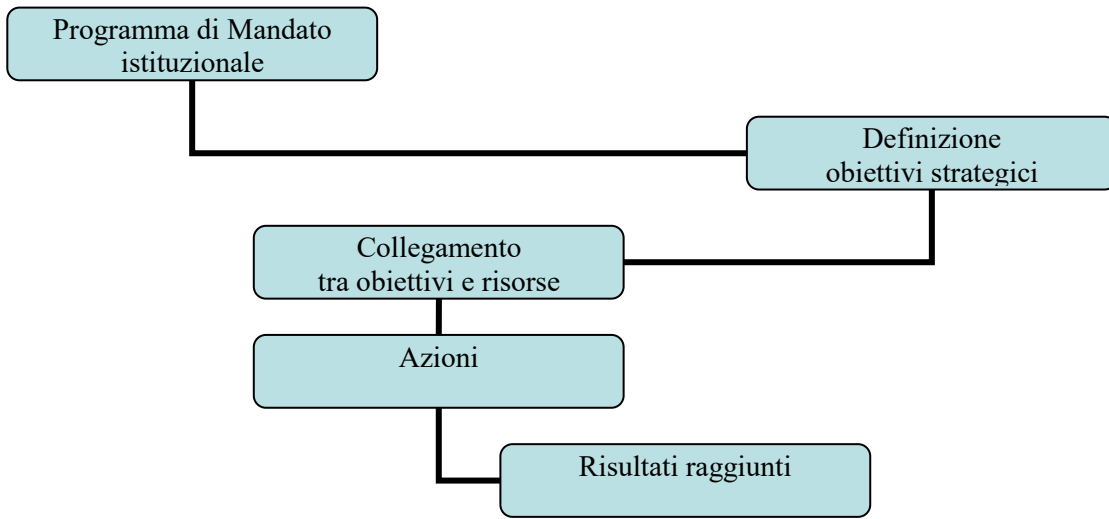 Programma di Mandato
istituzionale
Definizione
obiettivi strategici
Collegamento
tra obiettivi e risorse
Azioni
Risultati raggiunti